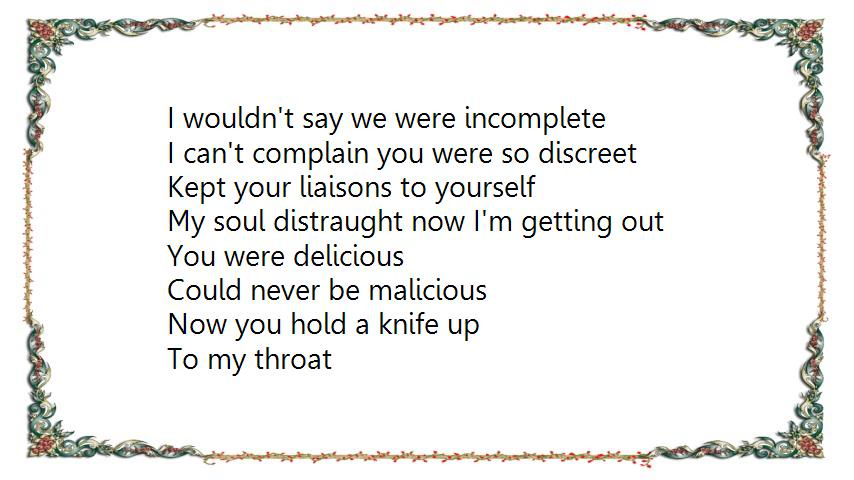 I wouldn't say we were incomplete
I can't complain you were so discreet
Kept your liaisons to yourself
My soul distraught now I'm getting out
You were delicious
Could never be malicious
Now you hold a knife up
To my throat